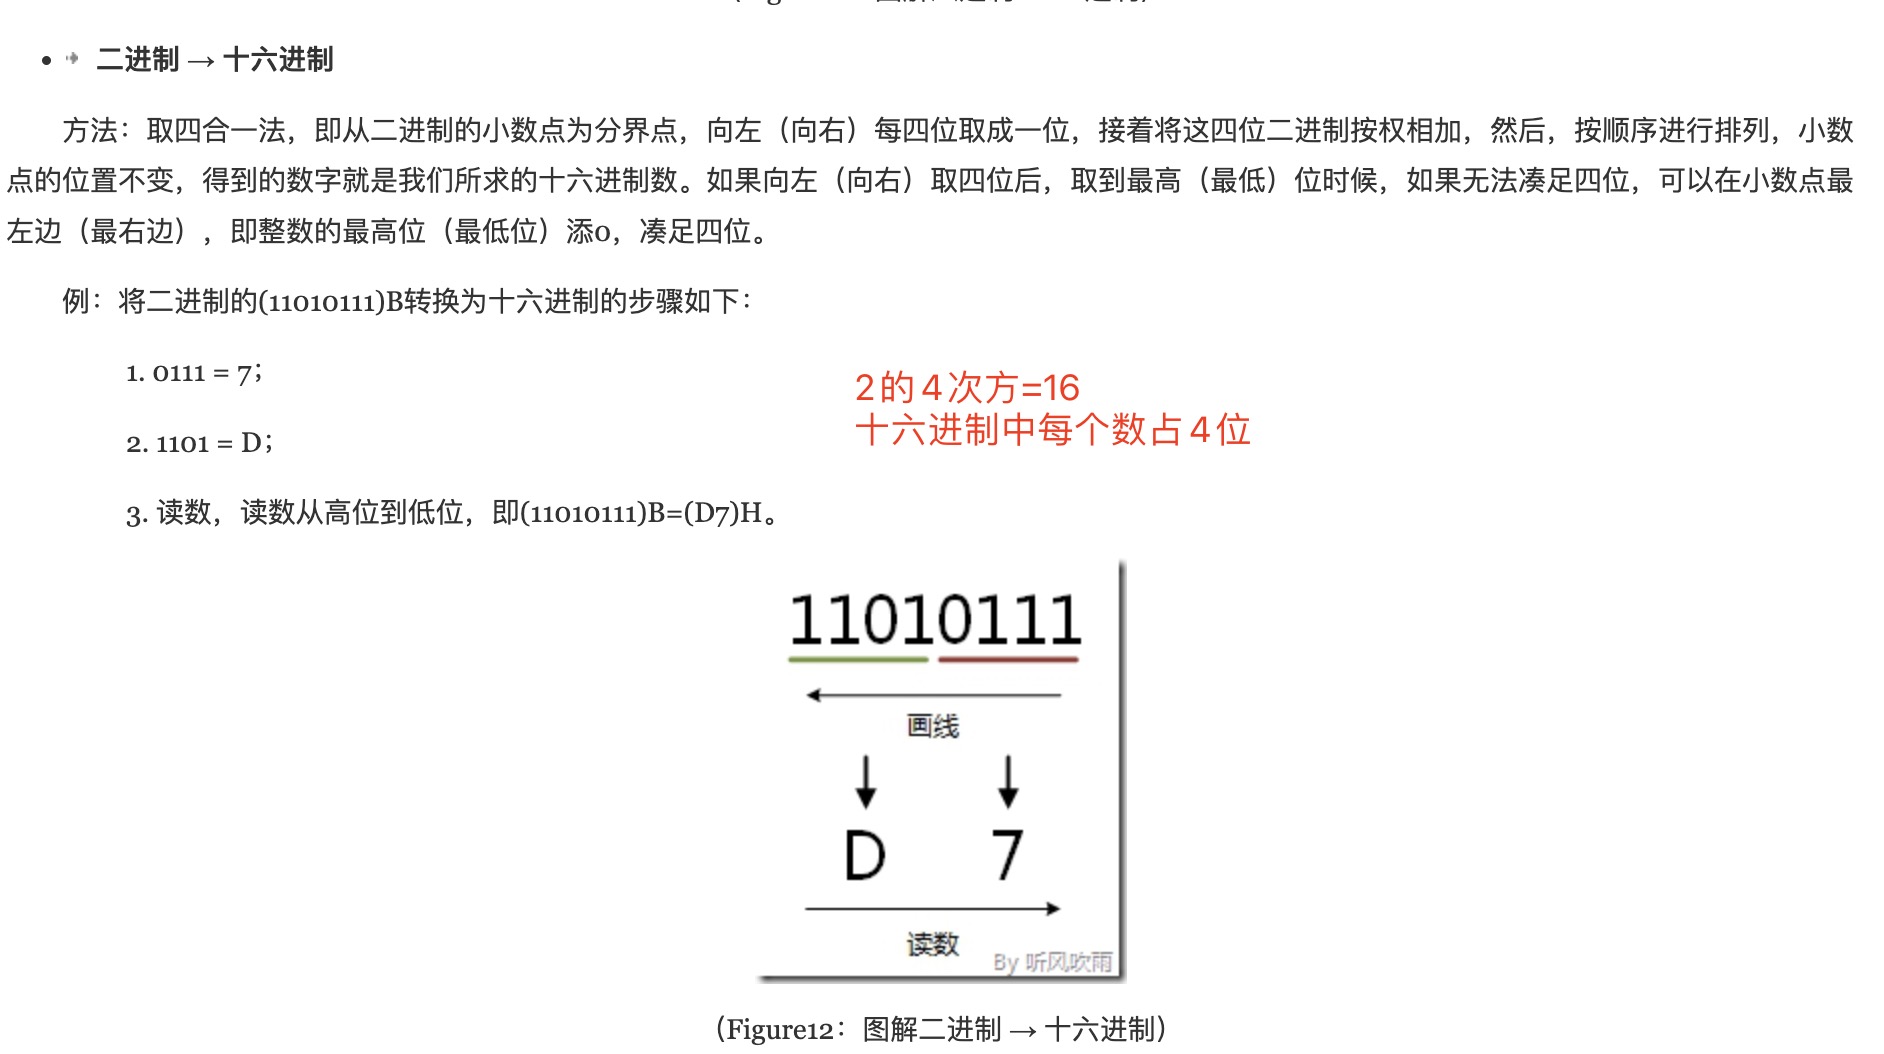 二进制 → 十六进制
方法：取四合一法，即从二进制的小数点为分界点，向左（向右）每四位取成一位，接着将这四位二进制按权相加，然后，按顺序进行排列，小数
点的位置不变，得到的数字就是我们所求的十六进制数。如果向左（向右）取四位后，取到最高（最低）位时候，如果无法凑足四位，可以在小数点最
左边（最右边），即整数的最高位（最低位）添0，凑足四位。
例：将二进制的(11010111)B转换为十六进制的步骤如下：
1. 0111 = 7；
2的4次方=16
十六进制中每个数占4位
2. 1101 = D；
3. 读数，读数从高位到低位，即(11010111)B=(D7)H。
11010111
画线
D 7
读数
By 听风吹雨
（Figure12：图解二进制 → 十六进制）